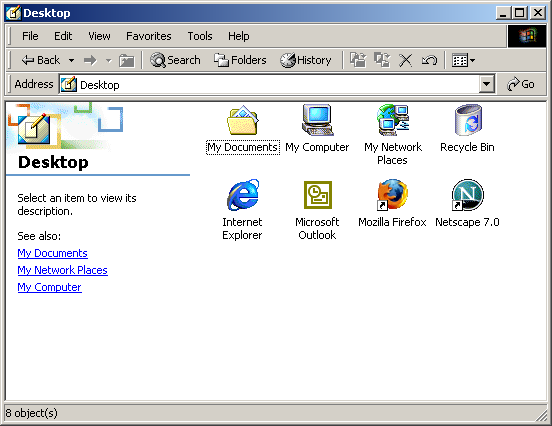 Desktop
File Edit View Favorites Tools Help
Back Search Folders History
Address Desktop Go
Desktop
Select an item to view its
description.
See also:
My Documents
My Network Places
My Computer
My Documents My Computer My Network
Places Recycle Bin
Internet
Explorer Microsoft
Outlook Mozilla Firefox Netscape 7.0
8 object(s)